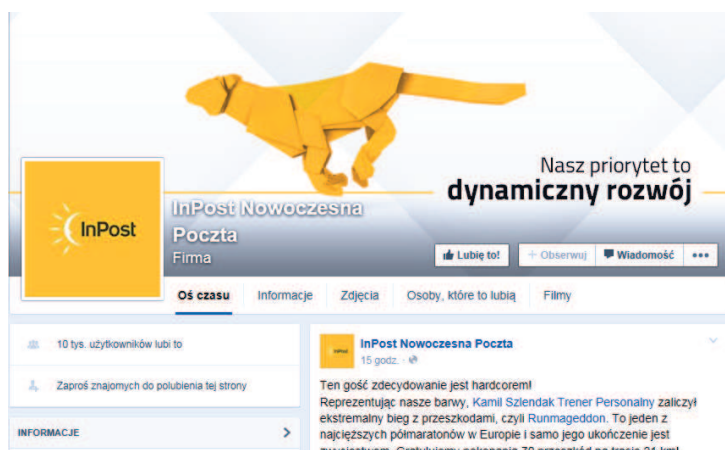 Nasz priorytet to
dynamiczny rozwój
InPost
InPost Nowoczesna
Poczta
Firma
Lubię to!
+ Obserwuj
Wiadomość
Oś czasu
Informacje
Zdjęcia
Osoby, które to lubią
Filmy
10 tys. użytkowników lubi to
Zaproś znajomych do polubienia tej strony
INFORMACJE
InPost
InPost Nowoczesna Poczta
15 godz.
Ten gość zdecydowanie jest hardcorem!
Reprezentując nasze barwy, Kamil Szlendak Trener Personalny zaliczył
ekstremalny bieg z przeszkodami, czyli Runmageddon. To jeden z
najcięższych półmaratonów w Europie i samo jego ukończenie jest